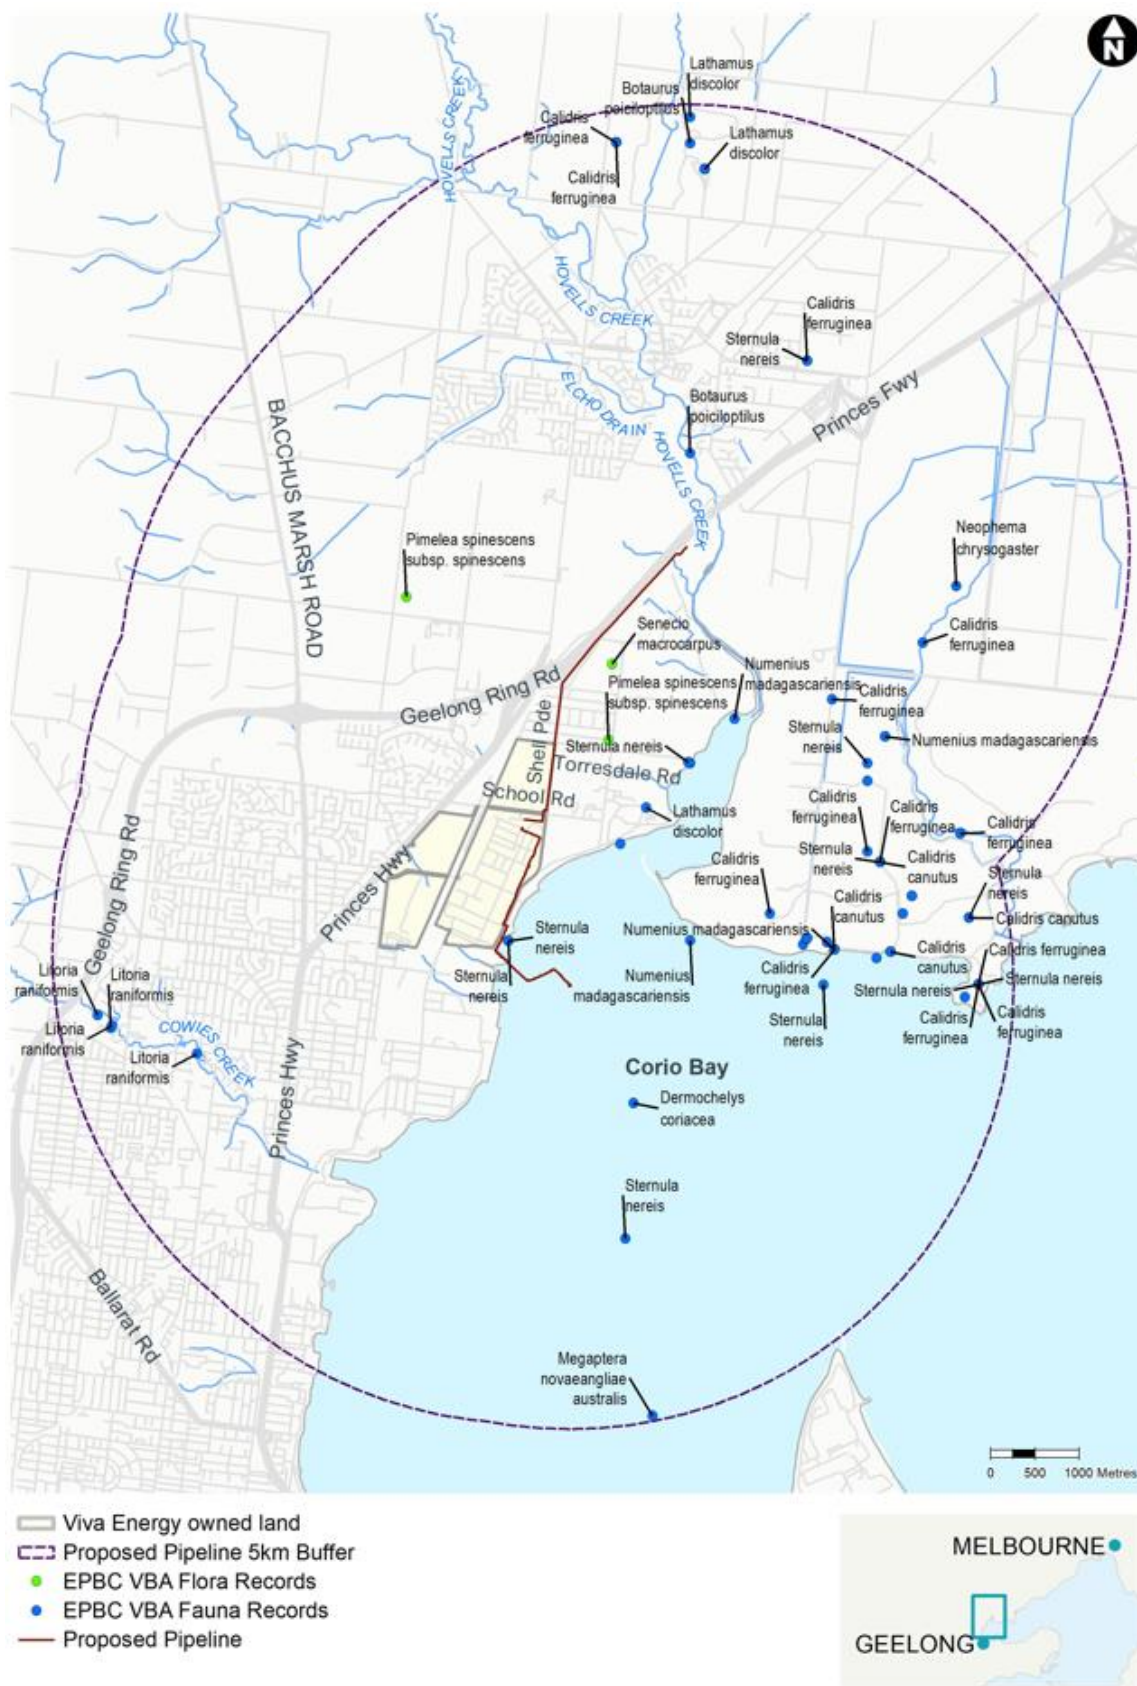 N
Lathamus
discolor
Botaurus
poiciloptilus
Calidris
ferruginea
Lathamus
discolor
Calidris
ferruginea
HOVELLS CREEK
HOVELLS CREEK
Calidris
ferruginea
Sternula
nereis
ELCHO DRAIN
Botaurus
poiciloptilus
Princes Fwy
HOVELLS CREEK
BACCHUS MARSH ROAD
Pimelea spinescens
subsp. spinescens
Neophema
chrysogaster
Senecio
macrocarpus
Calidris
ferruginea
Numenius
madagascariensis
Geelong Ring Rd
Pimelea spinescens
subsp. spinescens
Calidris
ferruginea
Shell Pde
Sternula nereis
Sternula
nereis
Numenius madagascariensis
Torresdale Rd
School Rd
Lathamus
discolor
Calidris
ferruginea
Calidris
ferruginea
Calidris
ferruginea
Geelong Ring Rd
Princes Hwy
Sternula
nereis
Calidris
canutus
Calidris
ferruginea
Sternula
nereis
Calidris
canutus
Calidris canutus
Sternula
nereis
Numenius madagascariensis
Calidris
canutus
Calidris ferruginea
Litoria
raniformis
Litoria
raniformis
Sternula
nereis
Numenius
madagascariensis
Calidris
ferruginea
Sternula nereis
Sternula nereis
Sternula
nereis
Calidris
ferruginea
Calidris
ferruginea
Litoria
raniformis
Litoria
raniformis
COWIES CREEK
Princes Hwy
Corio Bay
Dermochelys
coriacea
Sternula
nereis
Ballarat Rd
Megaptera
novaeangliae
australis
0 500 1000 Metres
Viva Energy owned land
Proposed Pipeline 5km Buffer
EPBC VBA Flora Records
EPBC VBA Fauna Records
Proposed Pipeline
MELBOURNE
GEELONG